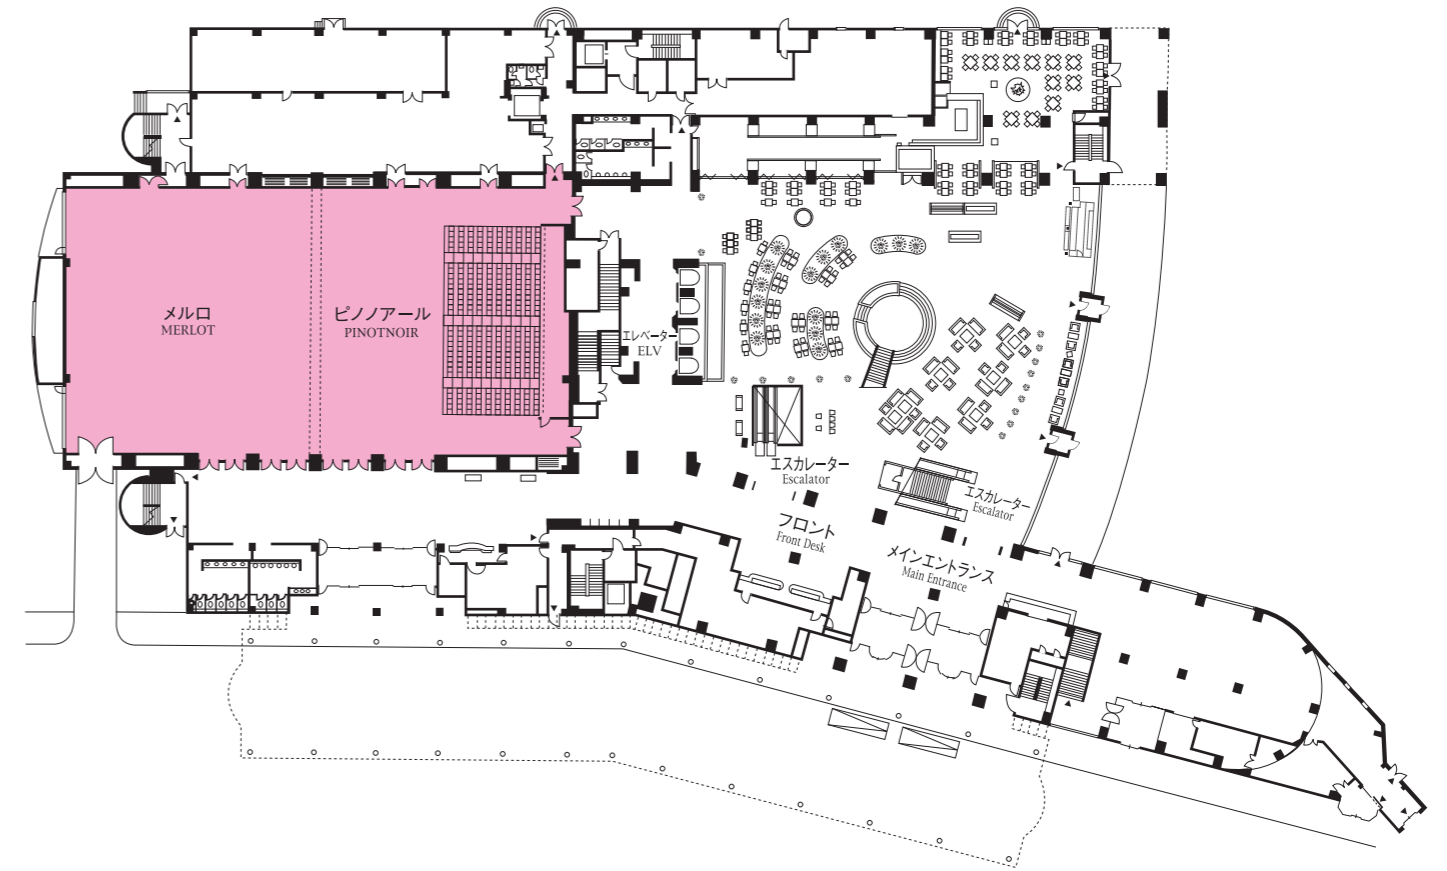 メルロ
MERLOT
ピノノアール
PINOTNOIR
エレベーター
ELV
エスカレーター
Escalator
エスカレーター
Escalator
フロント
Front Desk
メインエントランス
Main Entrance